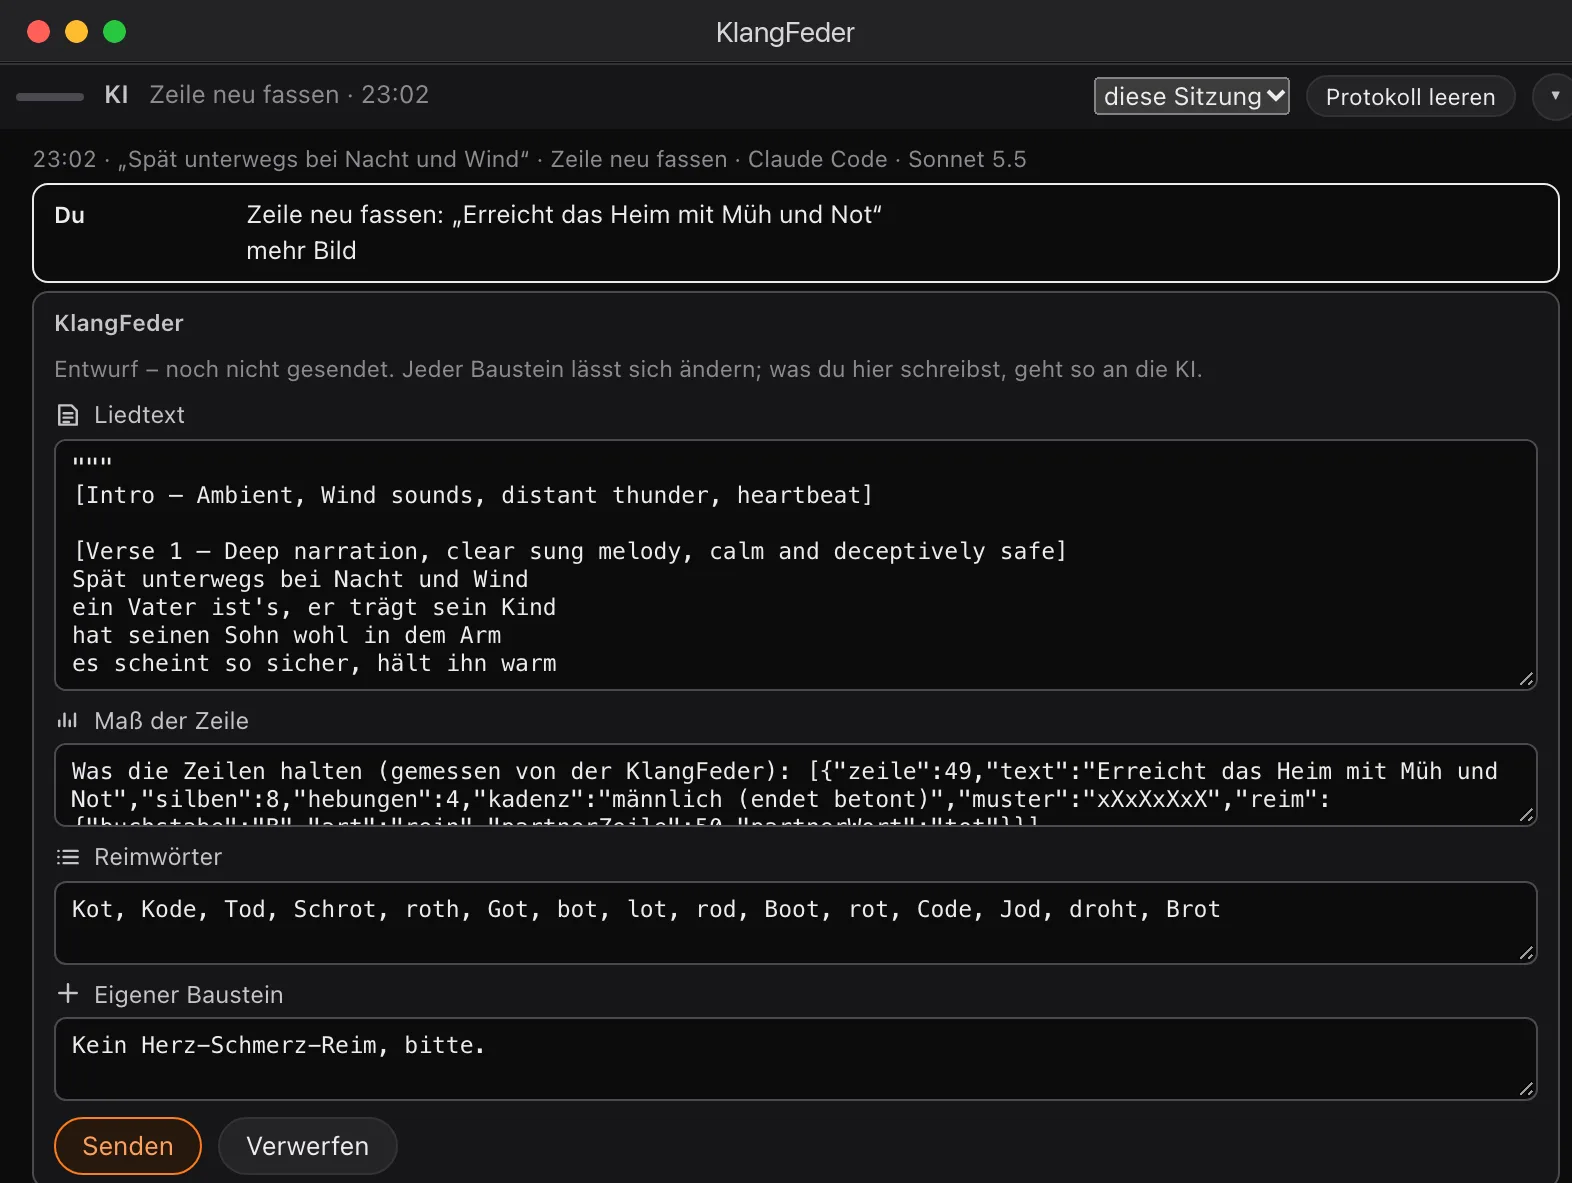 KlangFeder
KI Zeile neu fassen · 23:02 diese Sitzung Protokoll leeren
23:02 · „Spät unterwegs bei Nacht und Wind“ · Zeile neu fassen · Claude Code · Sonnet 5.5
Du Zeile neu fassen: „Erreicht das Heim mit Müh und Not“
mehr Bild
KlangFeder
Entwurf – noch nicht gesendet. Jeder Baustein lässt sich ändern; was du hier schreibst, geht so an die KI.
Liedtext
"""
[Intro – Ambient, Wind sounds, distant thunder, heartbeat]
[Verse 1 – Deep narration, clear sung melody, calm and deceptively safe]
Spät unterwegs bei Nacht und Wind
ein Vater ist's, er trägt sein Kind
hat seinen Sohn wohl in dem Arm
es scheint so sicher, hält ihn warm
Maß der Zeile
Was die Zeilen halten (gemessen von der KlangFeder): [{"zeile":49,"text":"Erreicht das Heim mit Müh und
Not","silben":8,"hebungen":4,"kadenz":"männlich (endet betont)","muster":"xXxXxXxX","reim":
{"buchstabe":"B","art":"rein","partnerZeile":50,"partnerWort":"tot"}}]
Reimwörter
Kot, Kode, Tod, Schrot, roth, Got, bot, lot, rod, Boot, rot, Code, Jod, droht, Brot
Eigener Baustein
Kein Herz-Schmerz-Reim, bitte.
Senden Verwerfen